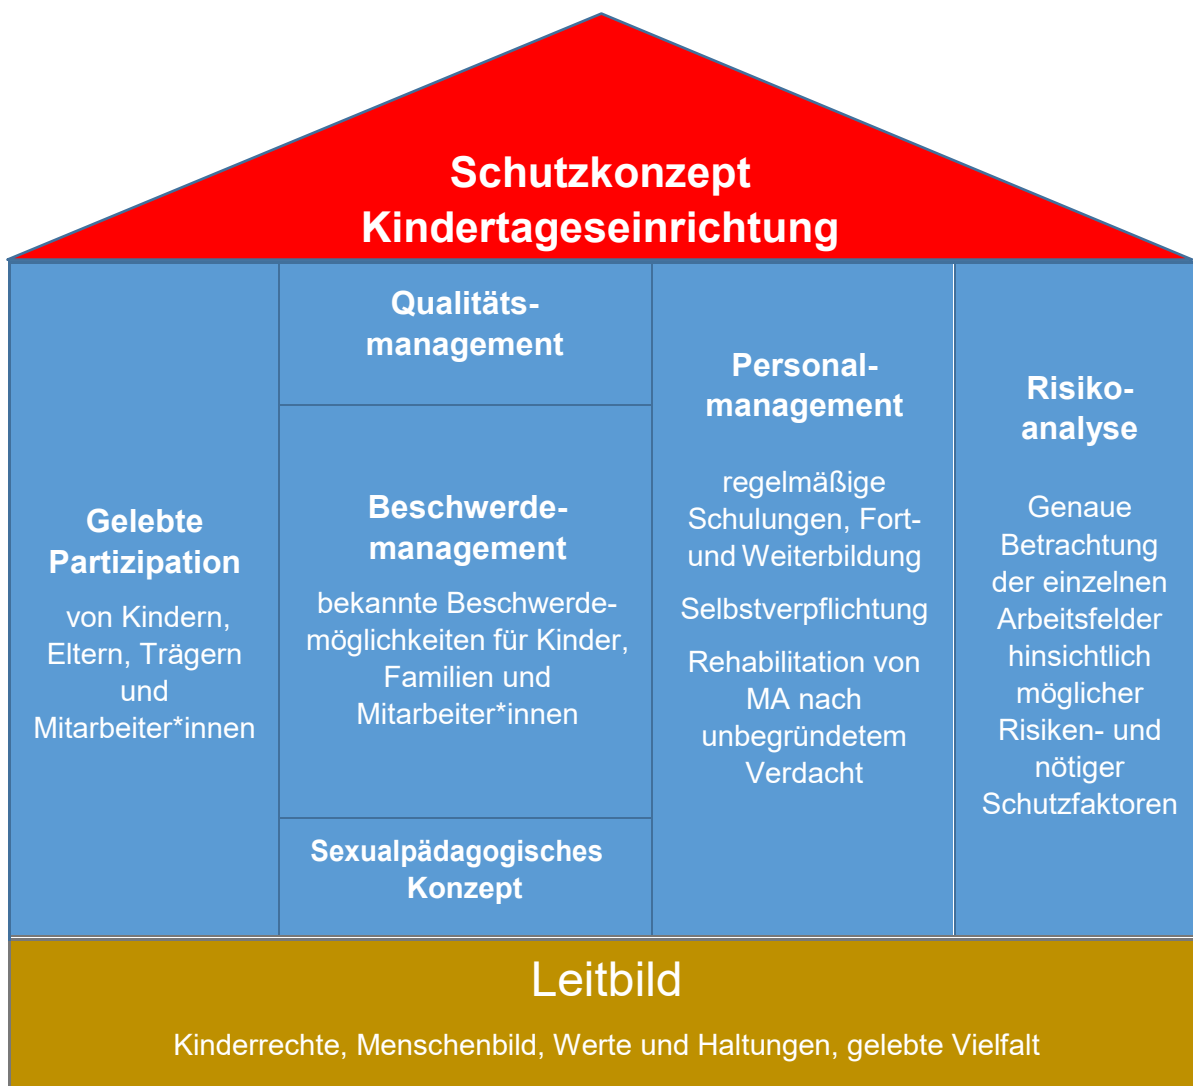 Schutzkonzept
Kindertageseinrichtung
Gelebte
Partizipation
von Kindern,
Eltern, Trägern
und
Mitarbeiter*innen
Qualitäts-
management
Beschwerde-
management
bekannte Beschwerde-
möglichkeiten für Kinder,
Familien und
Mitarbeiter*innen
Sexualpädagogisches
Konzept
Personal-
management
regelmäßige
Schulungen, Fort-
und Weiterbildung
Selbstverpflichtung
Rehabilitation von
MA nach
unbegründetem
Verdacht
Risiko-
analyse
Genaue
Betrachtung
der einzelnen
Arbeitsfelder
hinsichtlich
möglicher
Risiken- und
nötiger
Schutzfaktoren
Leitbild
Kinderrechte, Menschenbild, Werte und Haltungen, gelebte Vielfalt